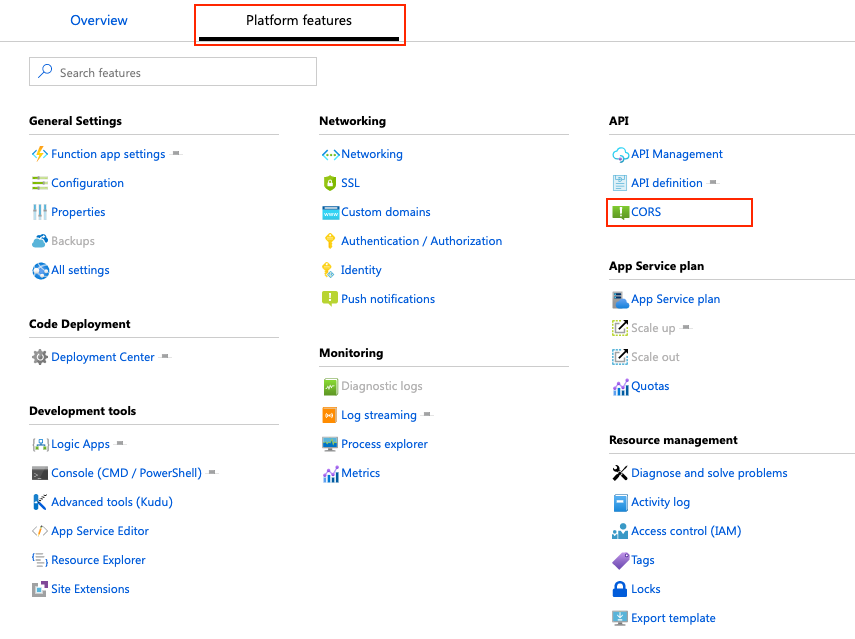 Overview
Platform features
Search features
General Settings
Function app settings
Configuration
Properties
Backups
All settings
Code Deployment
Deployment Center
Development tools
Logic Apps
Console (CMD / PowerShell)
Advanced tools (Kudu)
App Service Editor
Resource Explorer
Site Extensions
Networking
Networking
SSL
www
Custom domains
Authentication / Authorization
Identity
Push notifications
Monitoring
Diagnostic logs
Log streaming
Process explorer
Metrics
API
API Management
API definition
CORS
App Service plan
App Service plan
Scale up
Scale out
Quotas
Resource management
Diagnose and solve problems
Activity log
Access control (IAM)
Tags
Locks
Export template